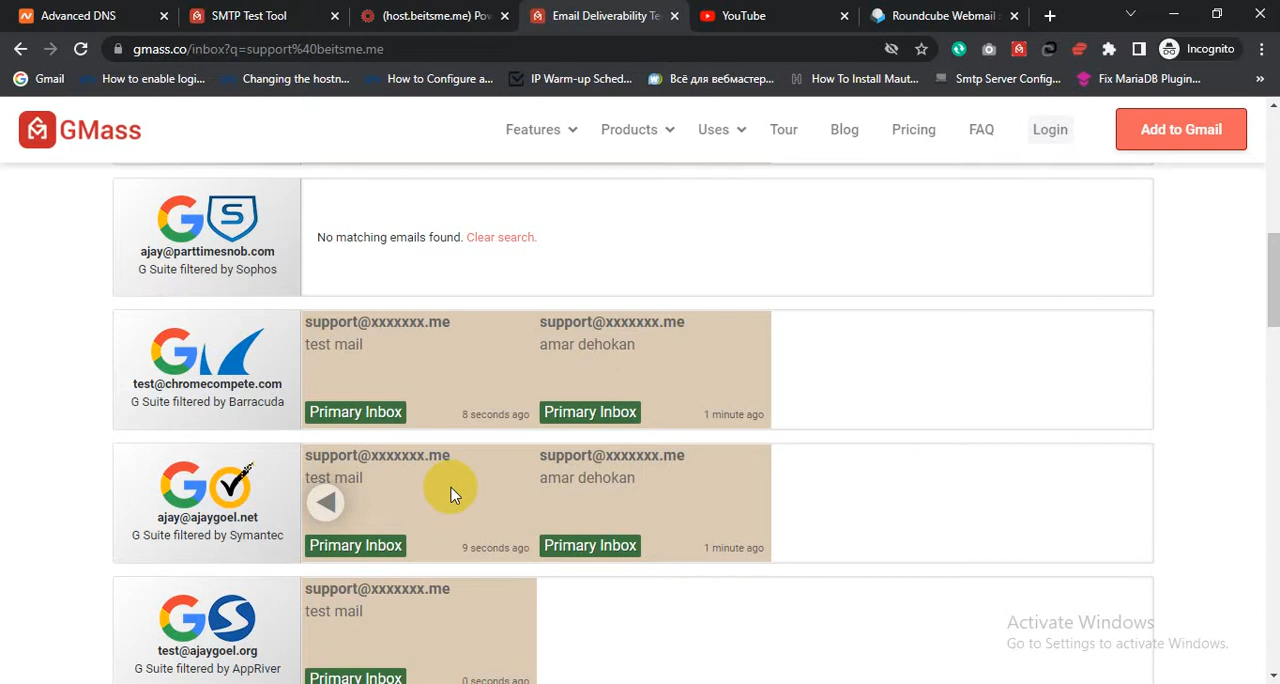 Advanced DNS
SMTP Test Tool
(host.beitsme.me) Pow
Email Deliverability Te
YouTube
Roundcube Webmail
Incognito
gmass.co/inbox?q=support%40beitsme.me
Gmail
How to enable logi...
Changing the hostn...
How to Configure a...
IP Warm-up Sched...
Всё для вебмастер...
How To Install Maut...
Smtp Server Config...
Fix MariaDB Plugin...
»
GMass
Features
Products
Uses
Tour
Blog
Pricing
FAQ
Login
Add to Gmail
ajay@parttimesnob.com
G Suite filtered by Sophos
No matching emails found. Clear search.
test@chromecompete.com
G Suite filtered by Barracuda
support@xxxxxxx.me
test mail
Primary Inbox
8 seconds ago
support@xxxxxxx.me
amar dehokan
Primary Inbox
1 minute ago
ajay@ajaygoel.net
G Suite filtered by Symantec
support@xxxxxxx.me
test mail
Primary Inbox
9 seconds ago
support@xxxxxxx.me
amar dehokan
Primary Inbox
1 minute ago
test@ajaygoel.org
G Suite filtered by AppRiver
support@xxxxxxx.me
test mail
Primary Inbox
0 seconds ago
Activate Windows
Go to Settings to activate Windows.